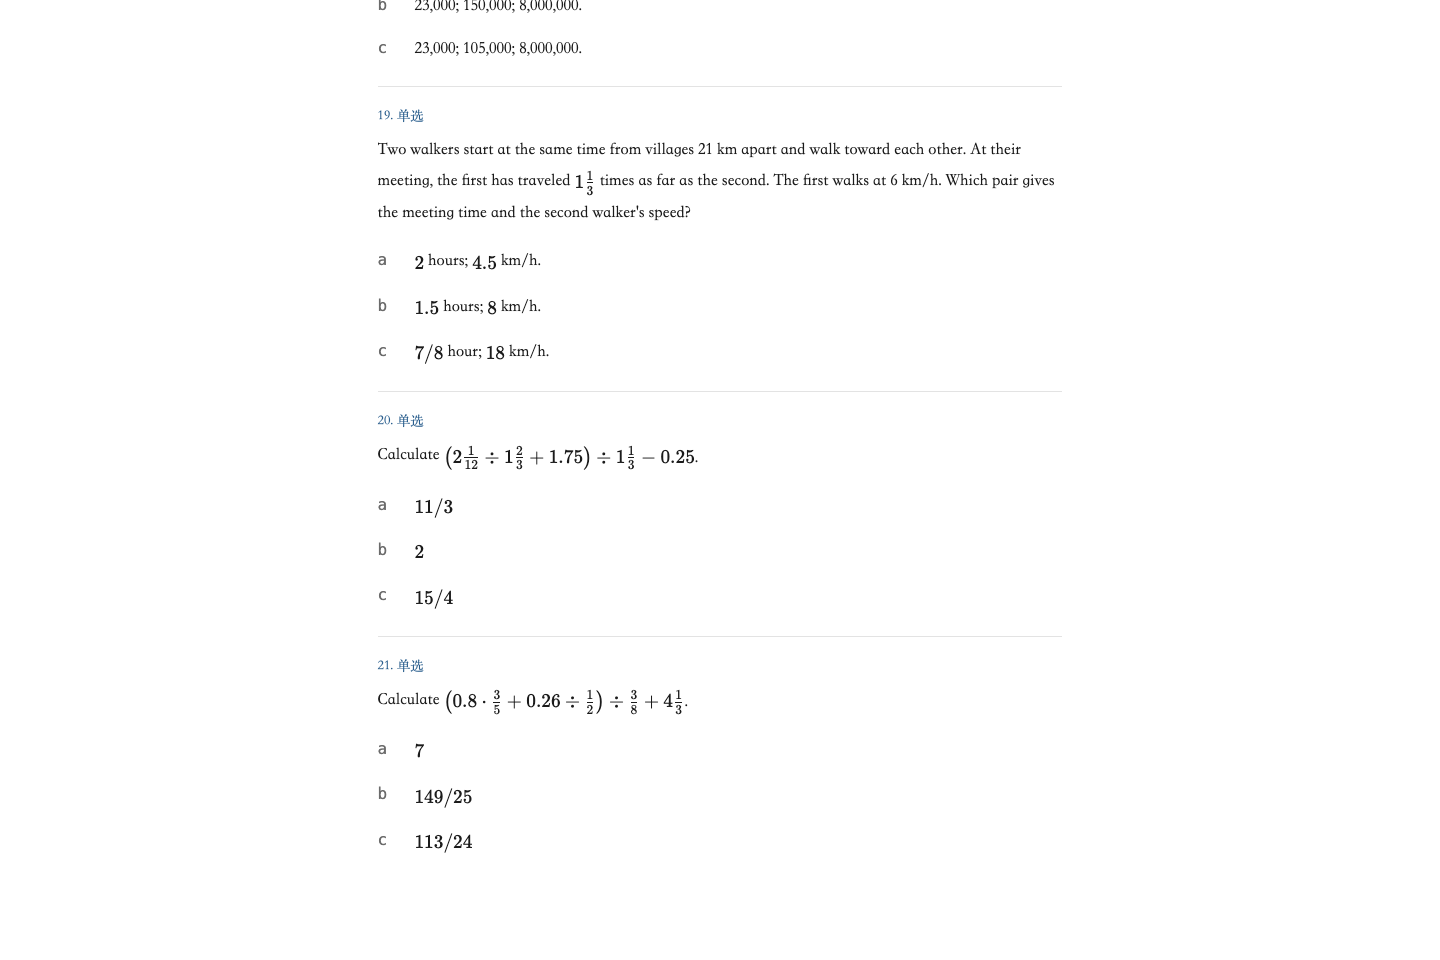 b 23,000; 150,000; 8,000,000.
c 23,000; 105,000; 8,000,000.
19. 单选
Two walkers start at the same time from villages 21 km apart and walk toward each other. At their
meeting, the first has traveled 1 1/3 times as far as the second. The first walks at 6 km/h. Which pair gives
the meeting time and the second walker's speed?
a 2 hours; 4.5 km/h.
b 1.5 hours; 8 km/h.
c 7/8 hour; 18 km/h.
20. 单选
Calculate (2 1/12 ÷ 1 2/3 + 1.75) ÷ 1 1/3 − 0.25.
a 11/3
b 2
c 15/4
21. 单选
Calculate (0.8 · 3/5 + 0.26 ÷ 1/2) ÷ 3/8 + 4 1/3.
a 7
b 149/25
c 113/24